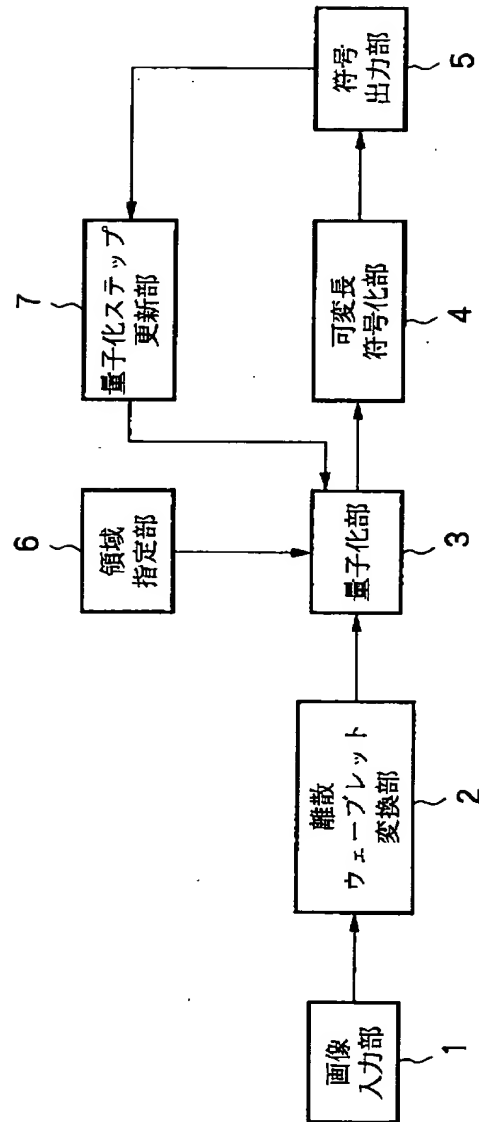 画像
入力部
1
離散
ウェーブレット
変換部
2
領域
指定部
6
量子化部
3
量子化ステップ
更新部
7
可変長
符号化部
4
符号
出力部
5